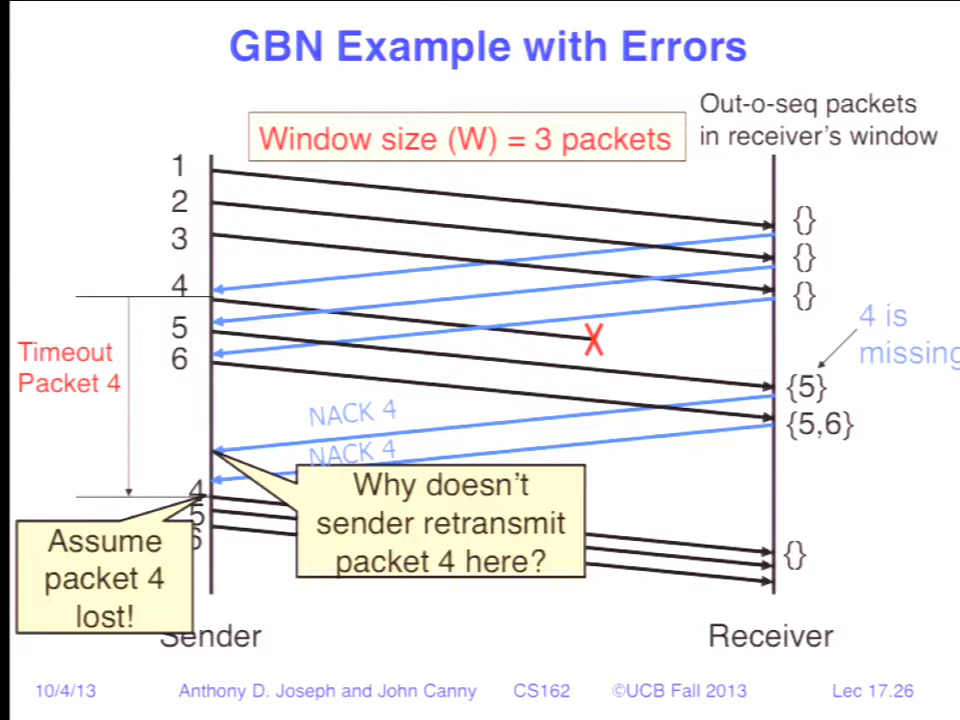 GBN Example with Errors
Out-o-seq packets
in receiver's window
Window size (W) = 3 packets
1
2
{}
3
{}
4
{}
5
4 is
missing
6
Timeout
Packet 4
{5}
{5,6}
NACK 4
NACK 4
Why doesn't
sender retransmit
packet 4 here?
4
5
6
{}
Assume
packet 4
lost!
Sender
Receiver
10/4/13
Anthony D. Joseph and John Canny
CS162
©UCB Fall 2013
Lec 17.26